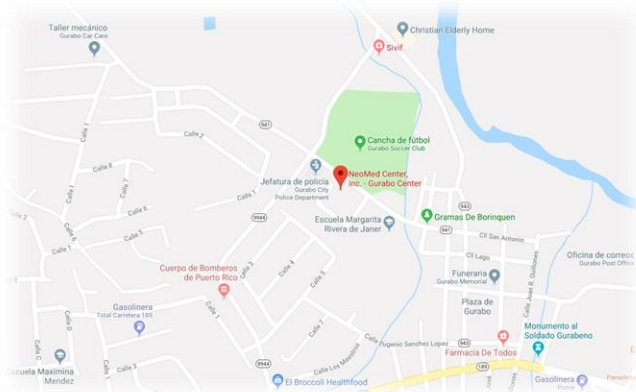 Taller mecánico
Gurabo Car Care
Christian Elderly Home
Sivif
941
Calle 1
Calle 2
Cancha de fútbol
Gurabo Soccer Club
Calle 8
Jefatura de policía
Gurabo City
Police Department
NeoMed Center,
Inc. - Gurabo Center
Calle 7
Calle 6
9944
Escuela Margarita
Rivera de Janer
943
Gramas De Borinquen
941
Cll San Antonio
Calle 1
Calle 5
Calle 4
Calle 3
Calle 5
Cll Lago
Oficina de correos
Gurabo Post Office
Cuerpo de Bomberos
de Puerto Rico
Funeraria
Gurabo Memorial
Calle Juan R. Quiñones
Plaza de
Gurabo
Gasolinera
Total Carretera 189
Calle 1
Calle 7
Calle D
Calle C
Calle Eugenio Sanchez Lopez
943
Monumento al
Soldado Gurabeno
Farmacia De Todos
Escuela Maximina
Mendez
9944
Calle Los Maestros
189
El Broccoli Healthfood
Gasolinera
Panaderia